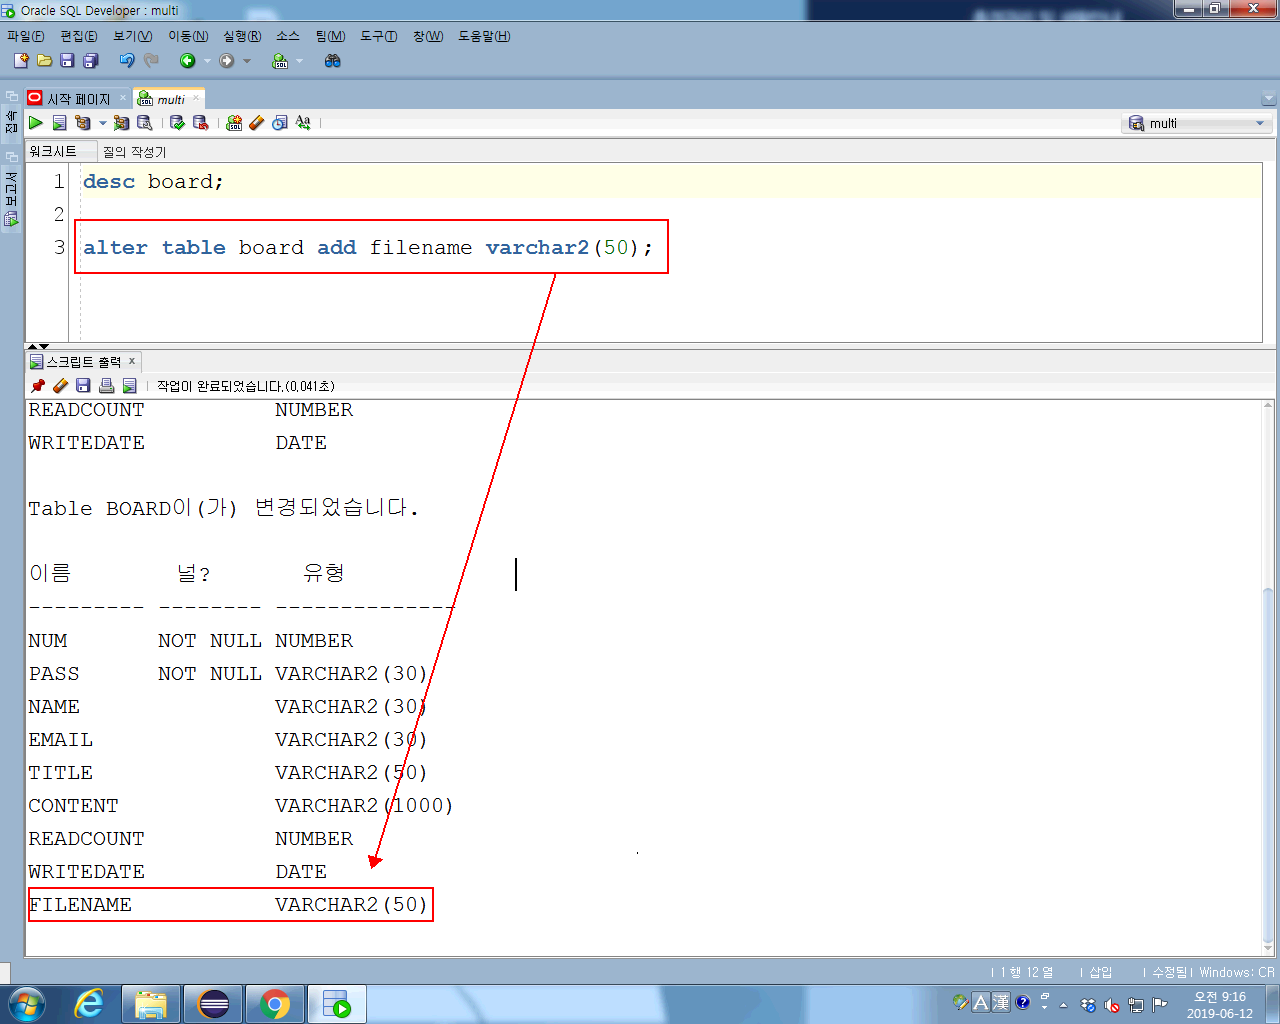 Oracle SQL Developer : multi
파일(F) 편집(E) 보기(V) 이동(N) 실행(R) 소스 팀(M) 도구(T) 창(W) 도움말(H)
시작 페이지 multi
접속
보고서
multi
워크시트 질의 작성기
1 desc board;
2
3 alter table board add filename varchar2(50);
스크립트 출력
작업이 완료되었습니다.(0,041초)
READCOUNT NUMBER
WRITEDATE DATE
Table BOARD이(가) 변경되었습니다.
이름 널? 유형
--------- -------- --------------
NUM NOT NULL NUMBER
PASS NOT NULL VARCHAR2(30)
NAME VARCHAR2(30)
EMAIL VARCHAR2(30)
TITLE VARCHAR2(50)
CONTENT VARCHAR2(1000)
READCOUNT NUMBER
WRITEDATE DATE
FILENAME VARCHAR2(50)
1 행 12 열 삽입 수정됨 Windows: CR
A 漢 오전 9:16
2019-06-12